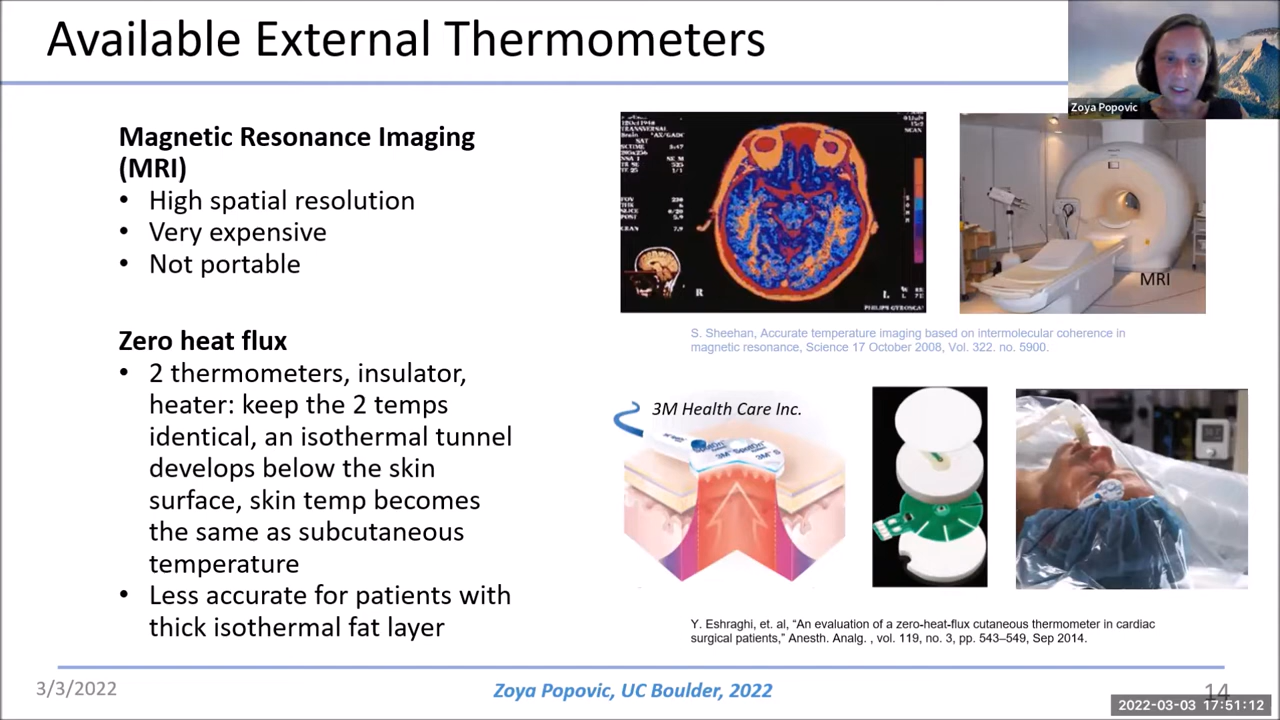 Available External Thermometers
Zoya Popovic
Magnetic Resonance Imaging
(MRI)
• High spatial resolution
• Very expensive
• Not portable
SCAN
R
L
MRI
S. Sheehan, Accurate temperature imaging based on intermolecular coherence in
magnetic resonance, Science 17 October 2008, Vol. 322. no. 5900.
Zero heat flux
• 2 thermometers, insulator,
heater: keep the 2 temps
identical, an isothermal tunnel
develops below the skin
surface, skin temp becomes
the same as subcutaneous
temperature
• Less accurate for patients with
thick isothermal fat layer
3M Health Care Inc.
Y. Eshraghi, et. al, “An evaluation of a zero-heat-flux cutaneous thermometer in cardiac
surgical patients,” Anesth. Analg. , vol. 119, no. 3, pp. 543–549, Sep 2014.
3/3/2022
Zoya Popovic, UC Boulder, 2022
14
2022-03-03 17:51:12